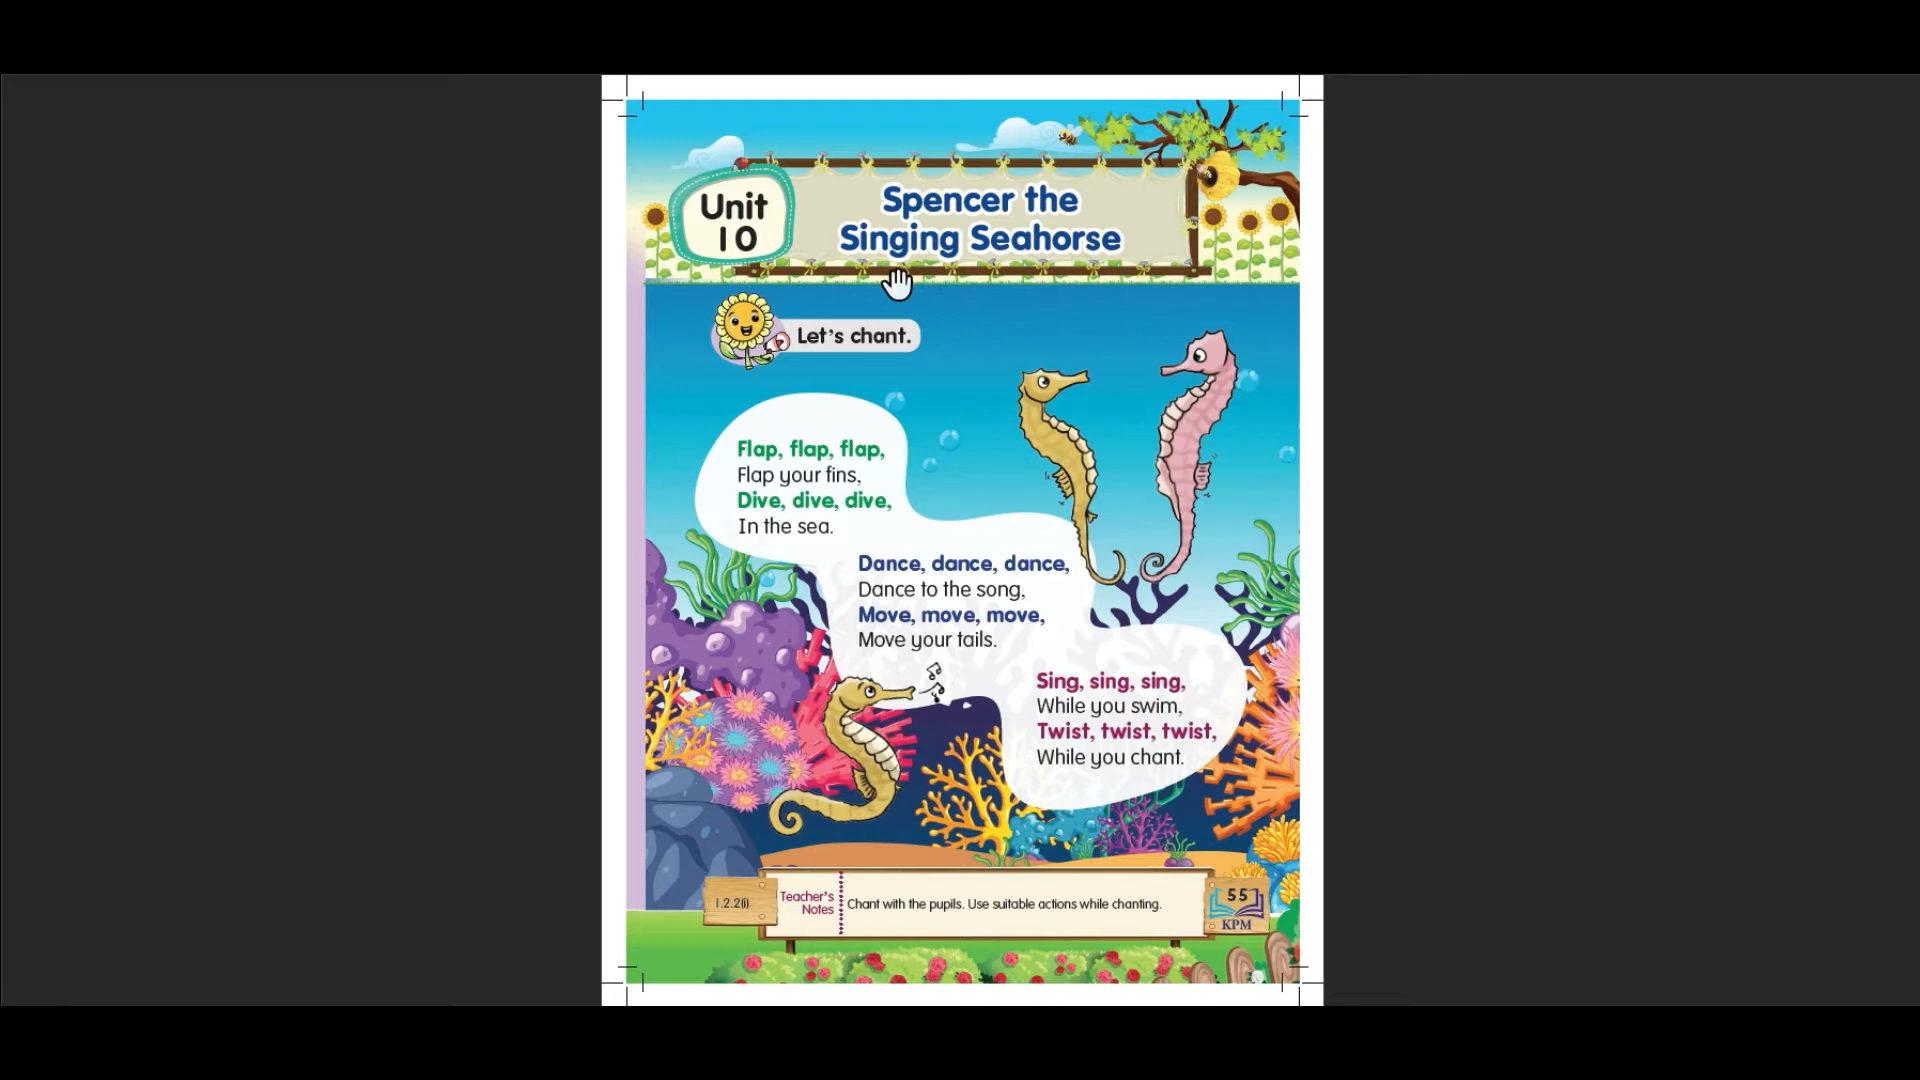 Unit
10
Spencer the
Singing Seahorse
Let's chant.
Flap, flap, flap,
Flap your fins,
Dive, dive, dive,
In the sea.
Dance, dance, dance,
Dance to the song,
Move, move, move,
Move your tails.
Sing, sing, sing,
While you swim,
Twist, twist, twist,
While you chant.
1.2.2(i)
Teacher's
Notes
Chant with the pupils. Use suitable actions while chanting.
55
KPM